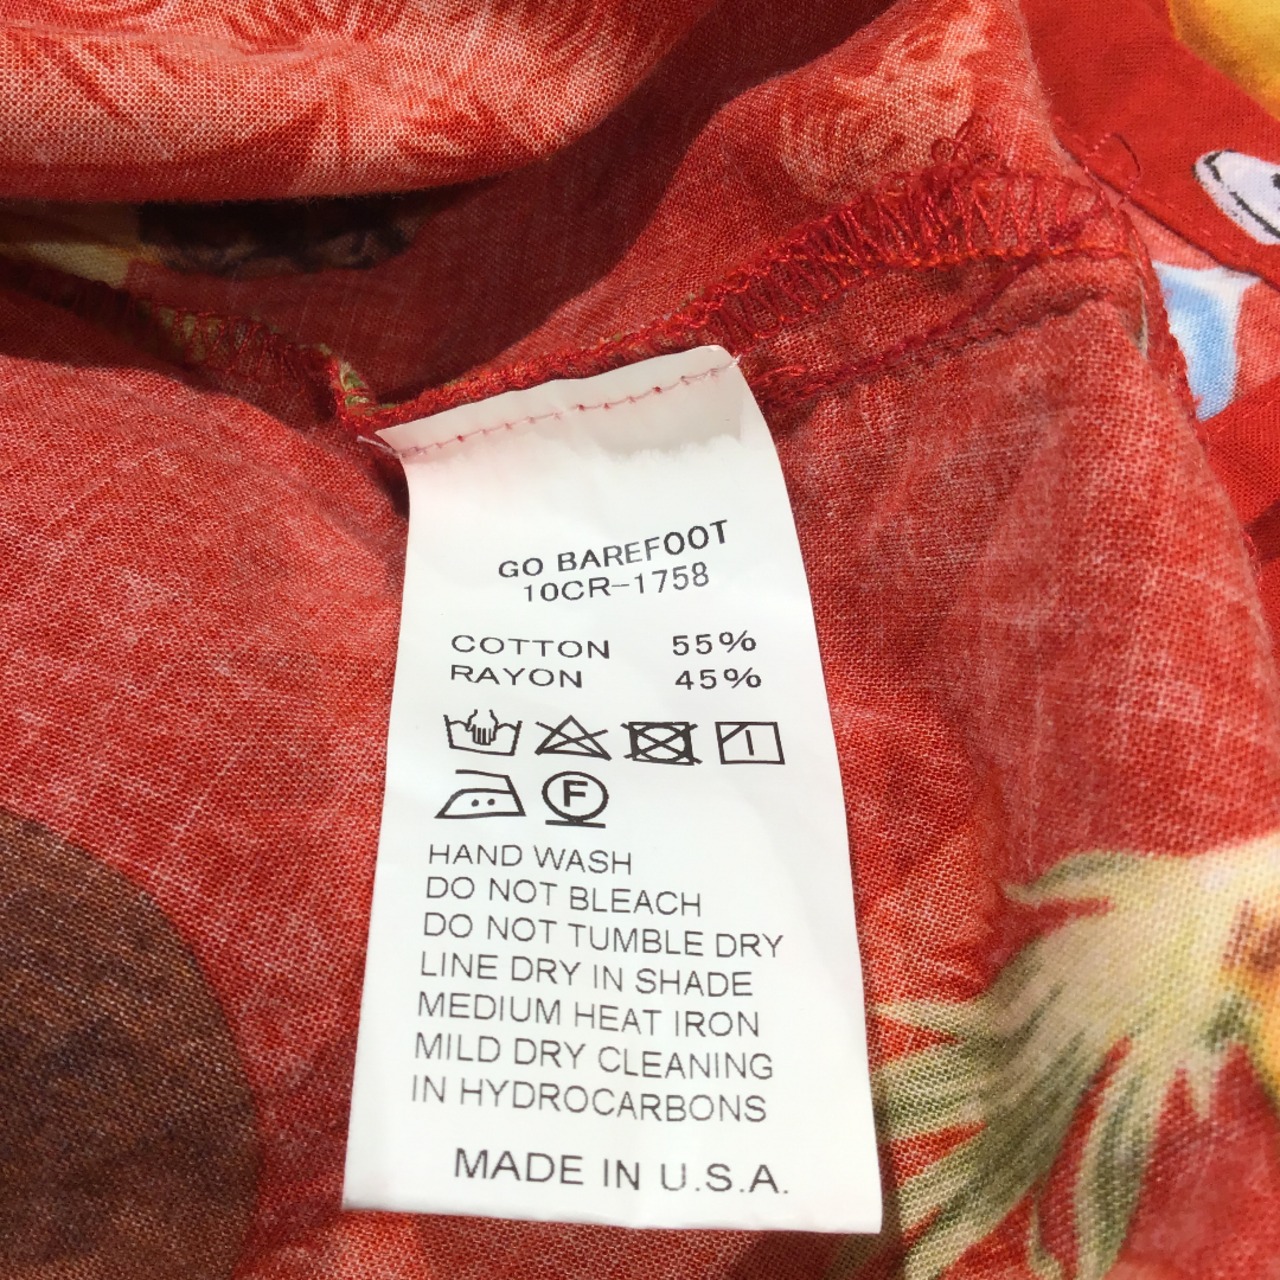 GO BAREFOOT
10CR-1758
COTTON 55%
RAYON 45%
F
HAND WASH
DO NOT BLEACH
DO NOT TUMBLE DRY
LINE DRY IN SHADE
MEDIUM HEAT IRON
MILD DRY CLEANING
IN HYDROCARBONS
MADE IN U.S.A.